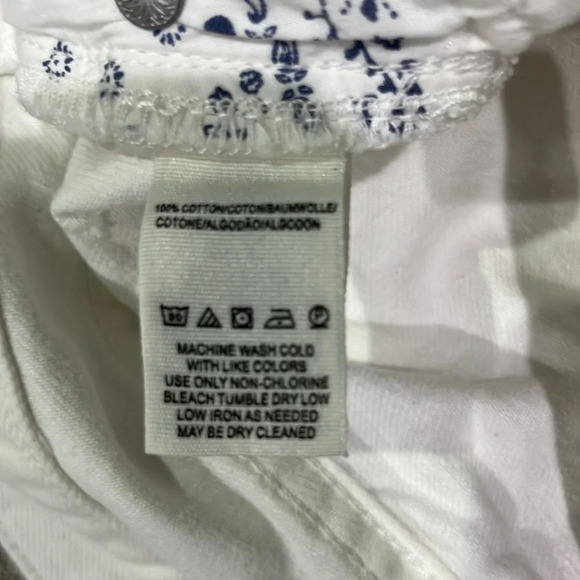 100% COTTON/COTON/BAUMWOLLE/
COTONE/ALGODÃO/ALGODON
30 P
MACHINE WASH COLD
WITH LIKE COLORS
USE ONLY NON-CHLORINE
BLEACH TUMBLE DRY LOW
LOW IRON AS NEEDED
MAY BE DRY CLEANED